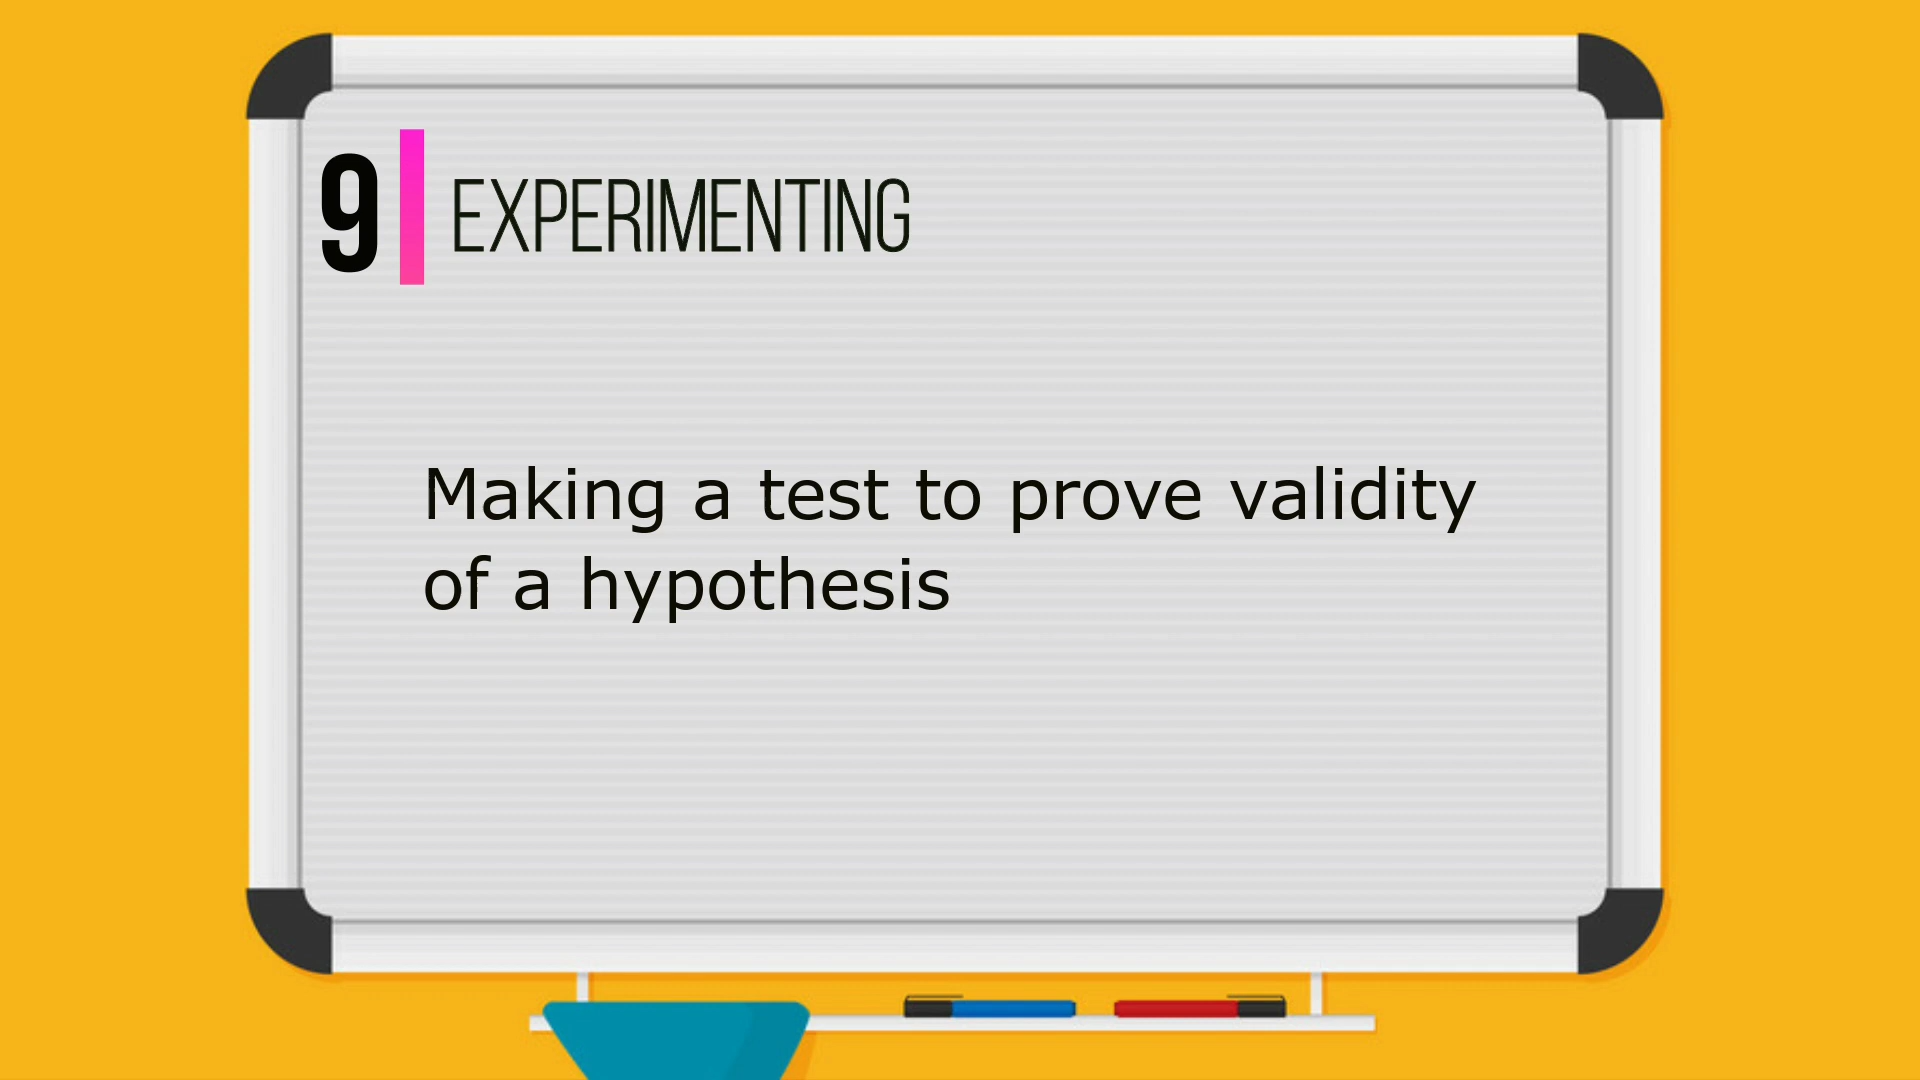 9 EXPERIMENTING
Making a test to prove validity
of a hypothesis